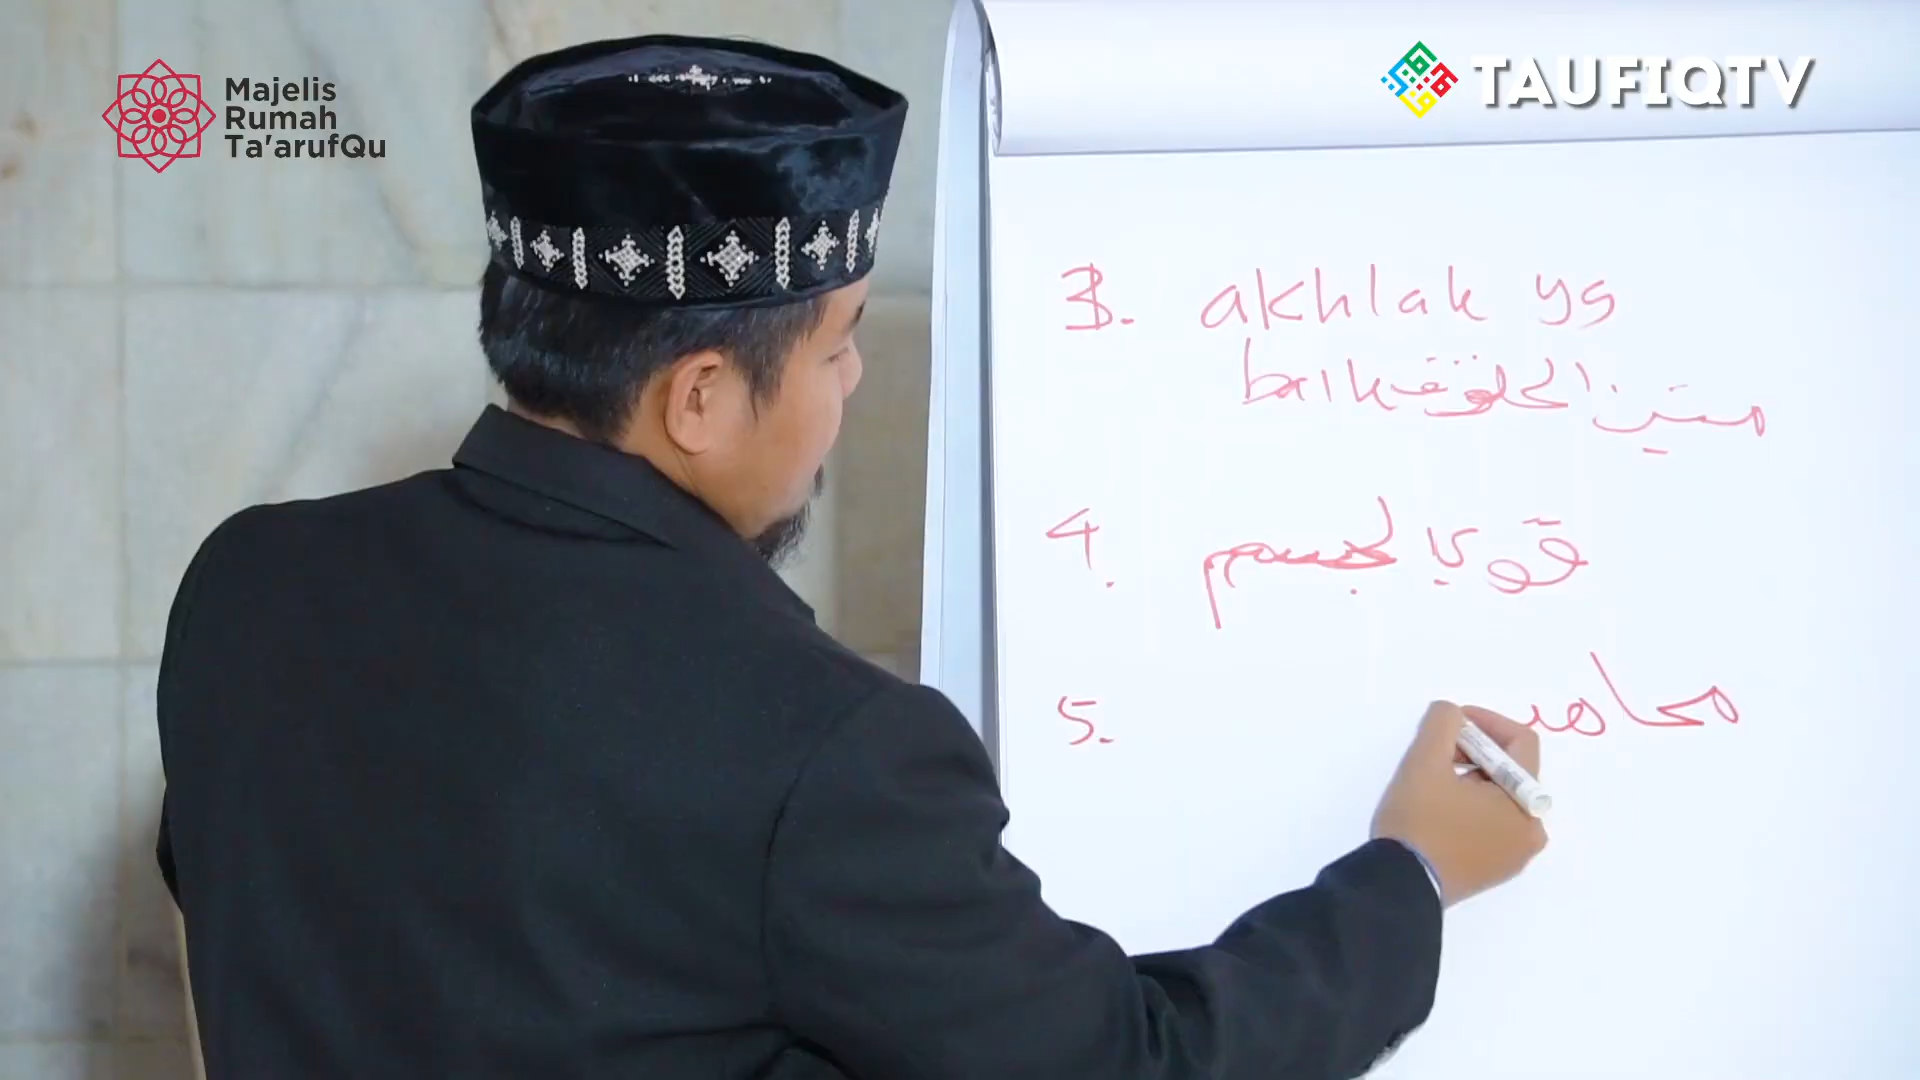 Majelis
Rumah
Ta'arufQu
TAUFIQTV
3. akhlak yg
baik متين الخلق
4. قوي الجسم
5.